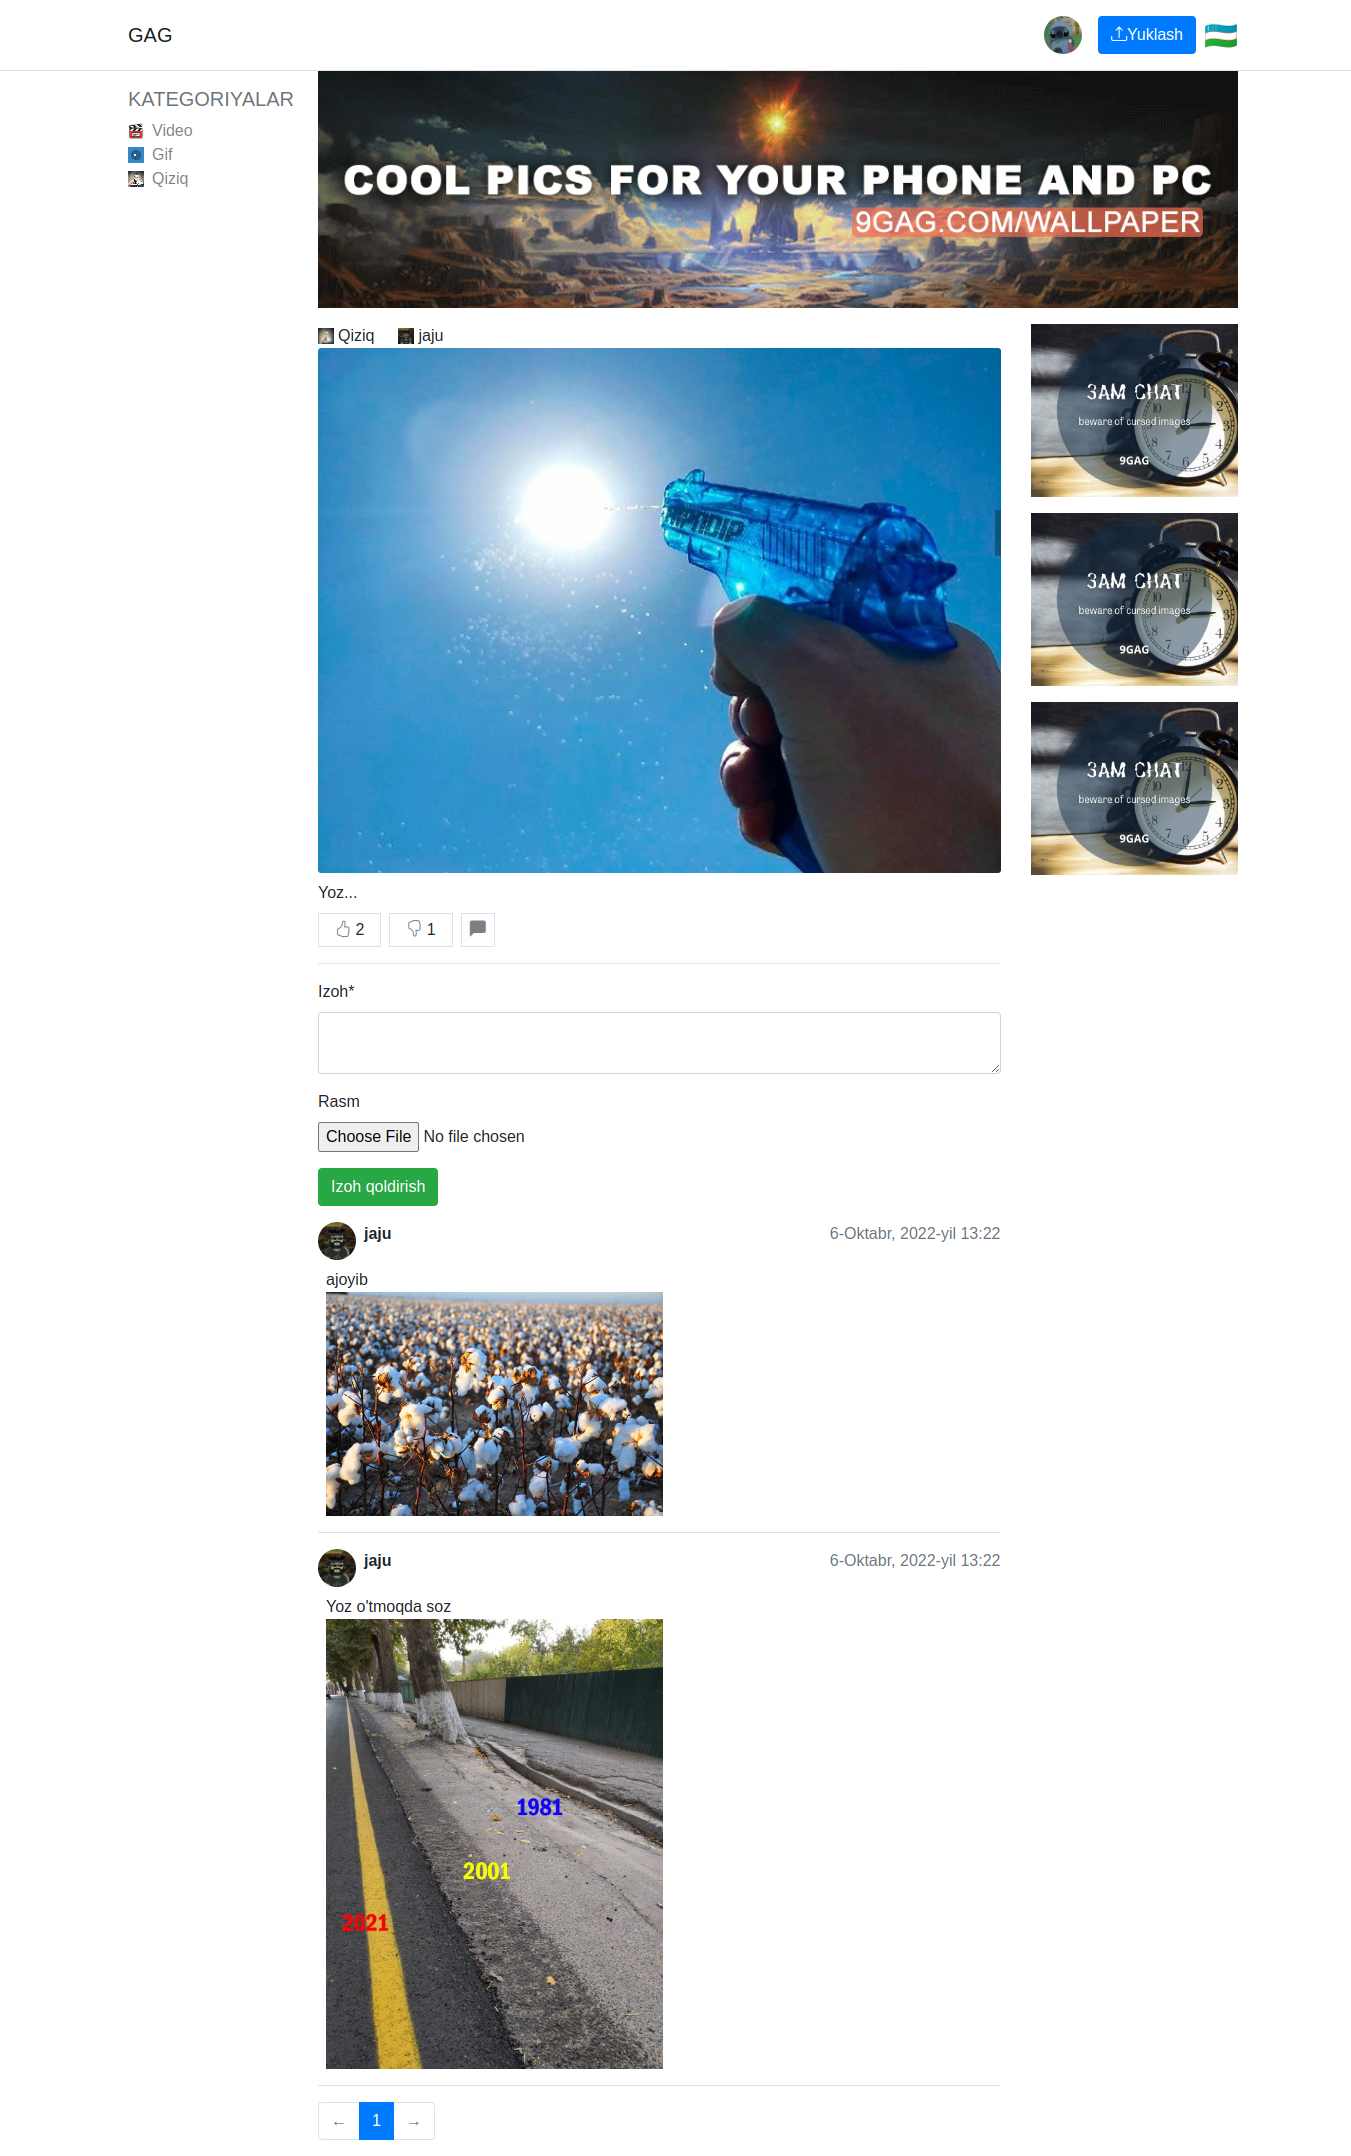 GAG
Yuklash
KATEGORIYALAR
Video
Gif
Qiziq
COOL PICS FOR YOUR PHONE AND PC
9GAG.COM/WALLPAPER
Qiziq jaju
3AM CHAT
beware of cursed images
9GAG
3AM CHAT
beware of cursed images
9GAG
3AM CHAT
beware of cursed images
9GAG
Yoz...
2 1
Izoh*
Rasm
Choose File No file chosen
Izoh qoldirish
jaju 6-Oktabr, 2022-yil 13:22
ajoyib
jaju 6-Oktabr, 2022-yil 13:22
Yoz o'tmoqda soz
1981
2001
2021
← 1 →